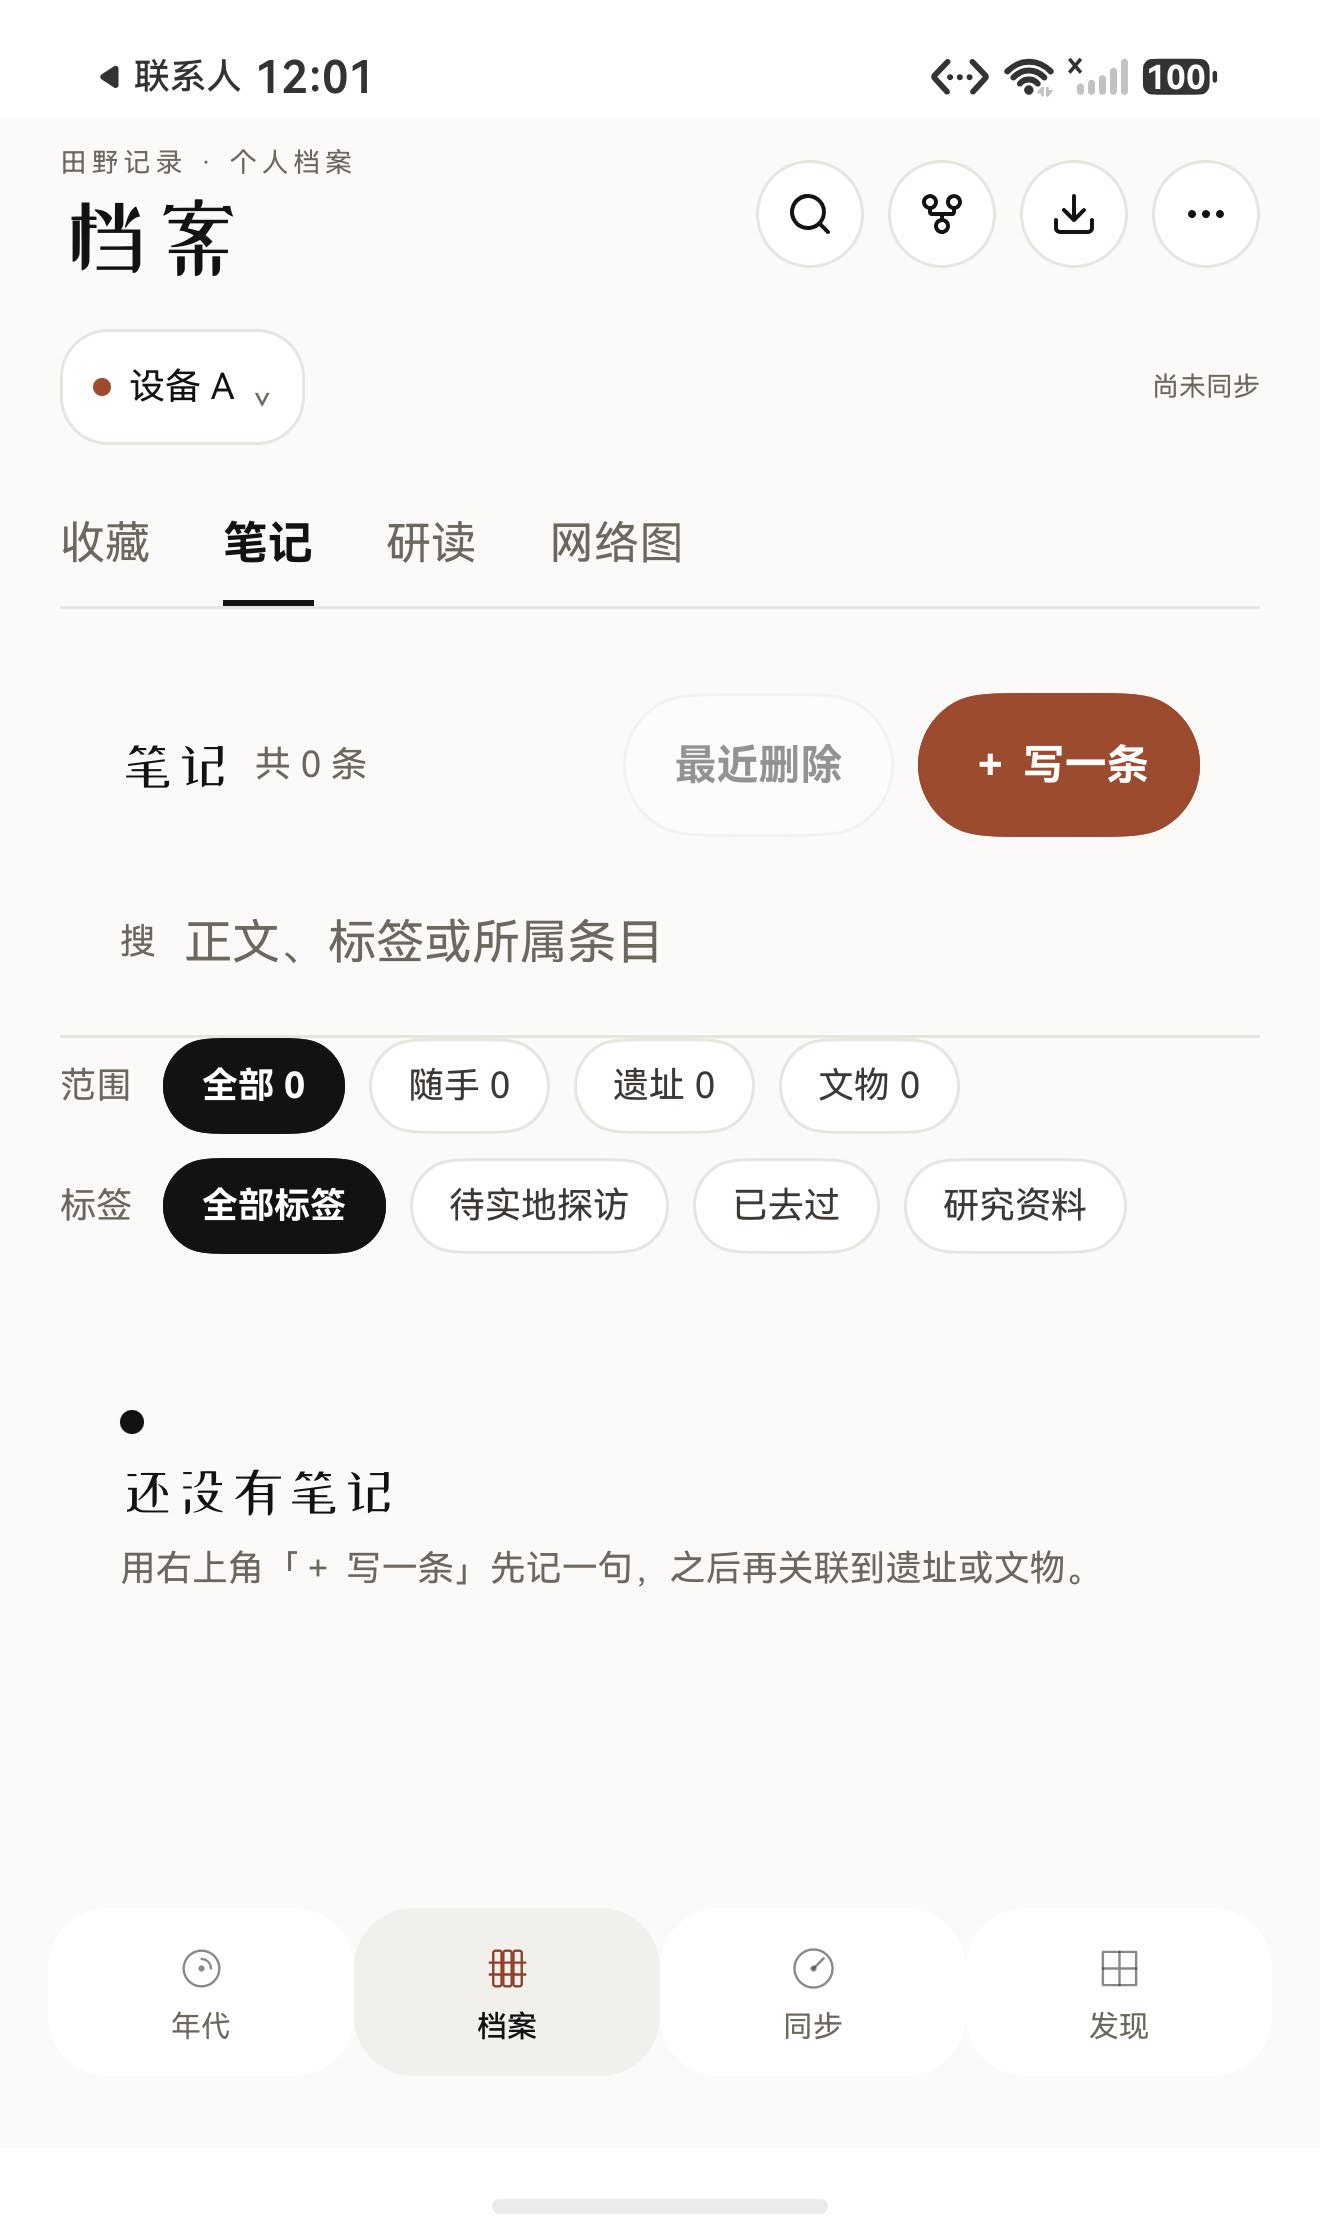 联系人 12:01 100
田野记录 · 个人档案
档案
设备 A
尚未同步
收藏 笔记 研读 网络图
笔记 共 0 条 最近删除 + 写一条
搜 正文、标签或所属条目
范围 全部 0 随手 0 遗址 0 文物 0
标签 全部标签 待实地探访 已去过 研究资料
还没有笔记
用右上角「+ 写一条」先记一句，之后再关联到遗址或文物。
年代 档案 同步 发现